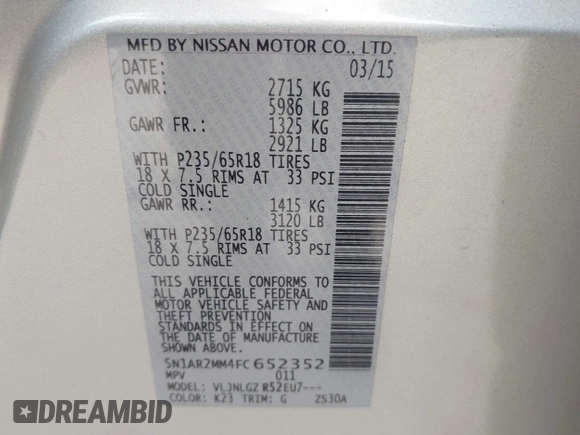 MFD BY NISSAN MOTOR CO., LTD.
DATE: 03/15
GVWR: 2715 KG
5986 LB
GAWR FR.: 1325 KG
2921 LB
WITH P235/65R18 TIRES
18 X 7.5 RIMS AT 33 PSI
COLD SINGLE
GAWR RR.: 1415 KG
3120 LB
WITH P235/65R18 TIRES
18 X 7.5 RIMS AT 33 PSI
COLD SINGLE
THIS VEHICLE CONFORMS TO
ALL APPLICABLE FEDERAL
MOTOR VEHICLE SAFETY AND
THEFT PREVENTION
STANDARDS IN EFFECT ON
THE DATE OF MANUFACTURE
SHOWN ABOVE.
5N1AR2MM4FC652352
MPV 011
MODEL: VLJNLGZ R52EU7---
COLOR: K23 TRIM: G ZS30A
DREAMBID